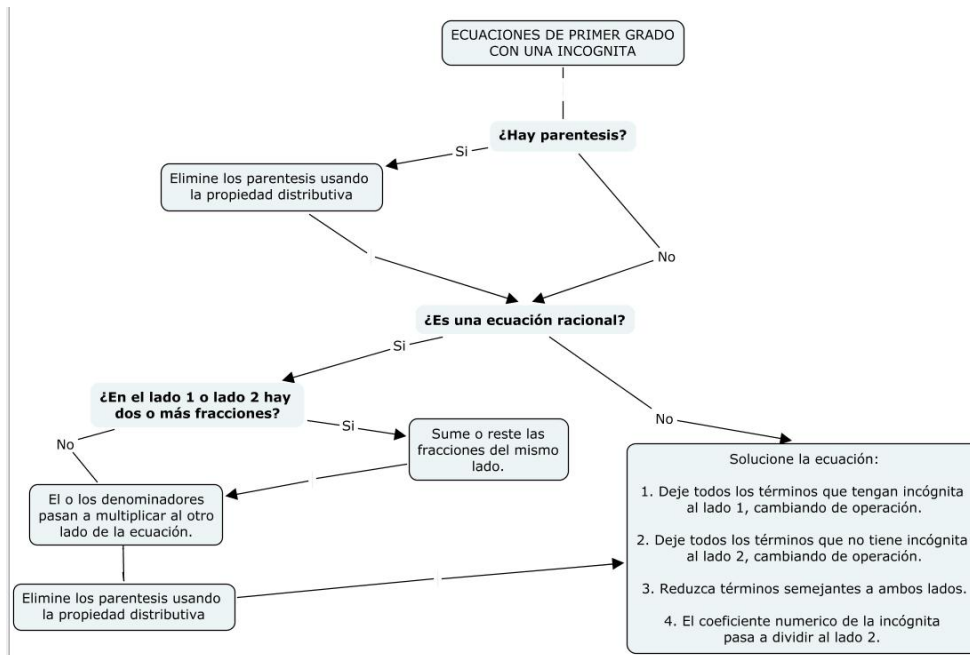 ECUACIONES DE PRIMER GRADO
CON UNA INCOGNITA
¿Hay parentesis?
Si
Elimine los parentesis usando
la propiedad distributiva
No
¿Es una ecuación racional?
Si
¿En el lado 1 o lado 2 hay
dos o más fracciones?
No
Si
Sume o reste las
fracciones del mismo
lado.
No
El o los denominadores
pasan a multiplicar al otro
lado de la ecuación.
Elimine los parentesis usando
la propiedad distributiva
Solucione la ecuación:
1. Deje todos los términos que tengan incógnita
al lado 1, cambiando de operación.
2. Deje todos los términos que no tiene incógnita
al lado 2, cambiando de operación.
3. Reduzca términos semejantes a ambos lados.
4. El coeficiente numerico de la incógnita
pasa a dividir al lado 2.